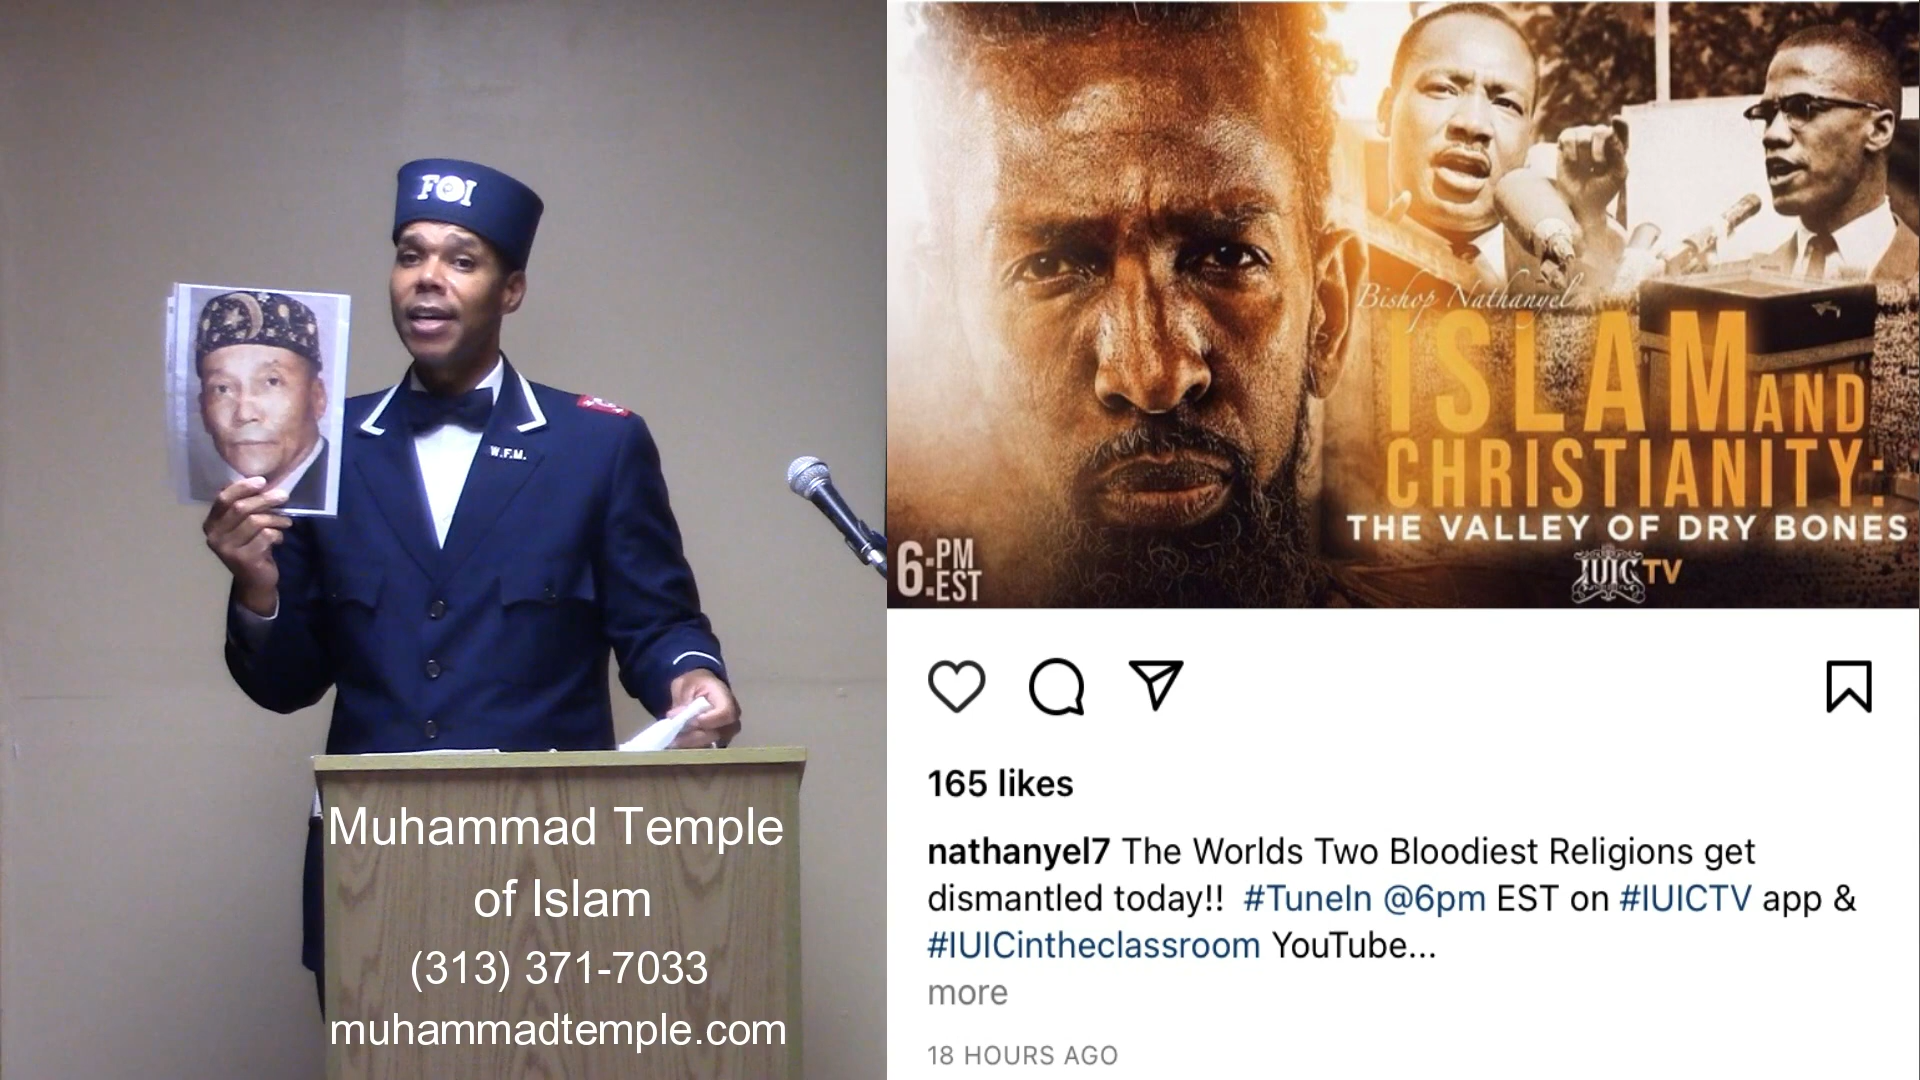 FOI
W.F.M.
Muhammad Temple
of Islam
(313) 371-7033
muhammadtemple.com
Bishop Nathanyel
ISLAM AND
CHRISTIANITY:
THE VALLEY OF DRY BONES
IUIC TV
6: PM
EST
165 likes
nathanyel7 The Worlds Two Bloodiest Religions get
dismantled today!! #TuneIn @6pm EST on #IUICTV app &
#IUICintheclassroom YouTube...
more
18 HOURS AGO